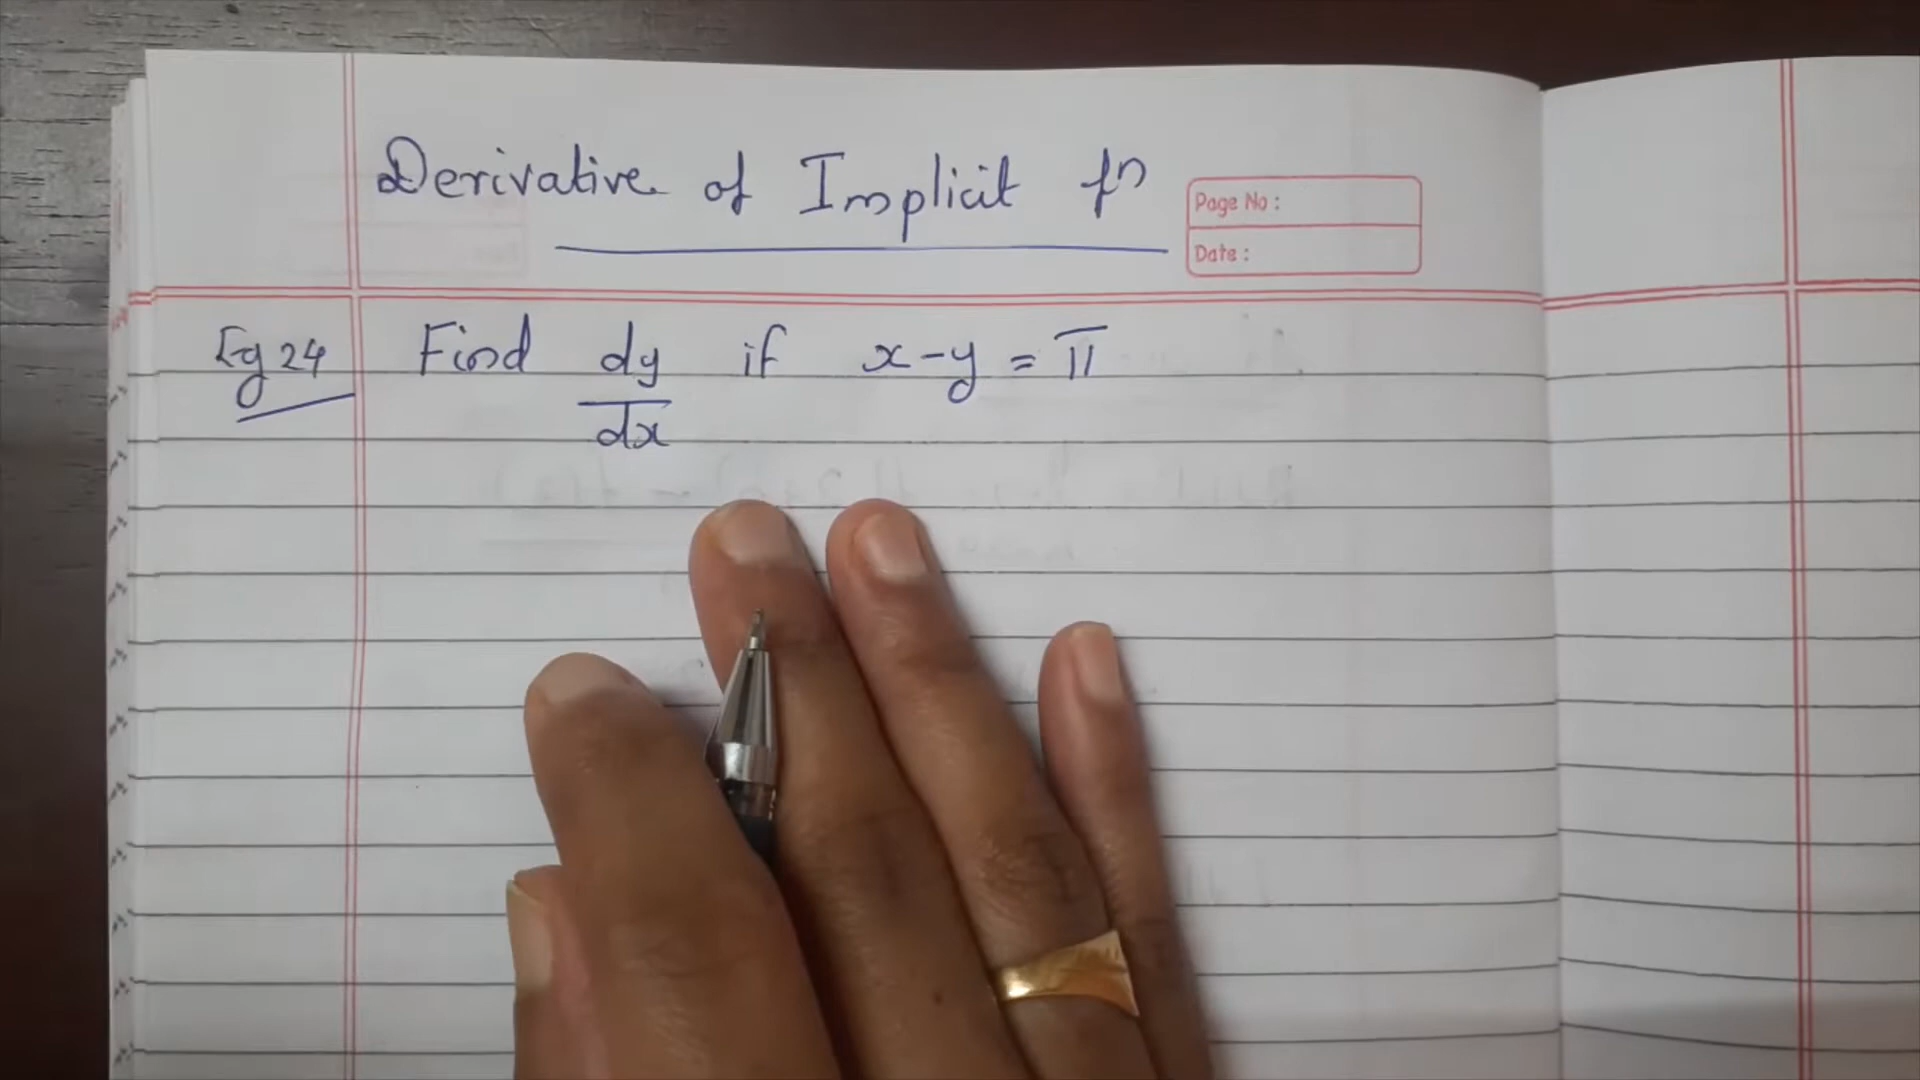 Derivative of Implicit fn
Page No :
Date :
Eg 24 Find dy/dx if x-y = π